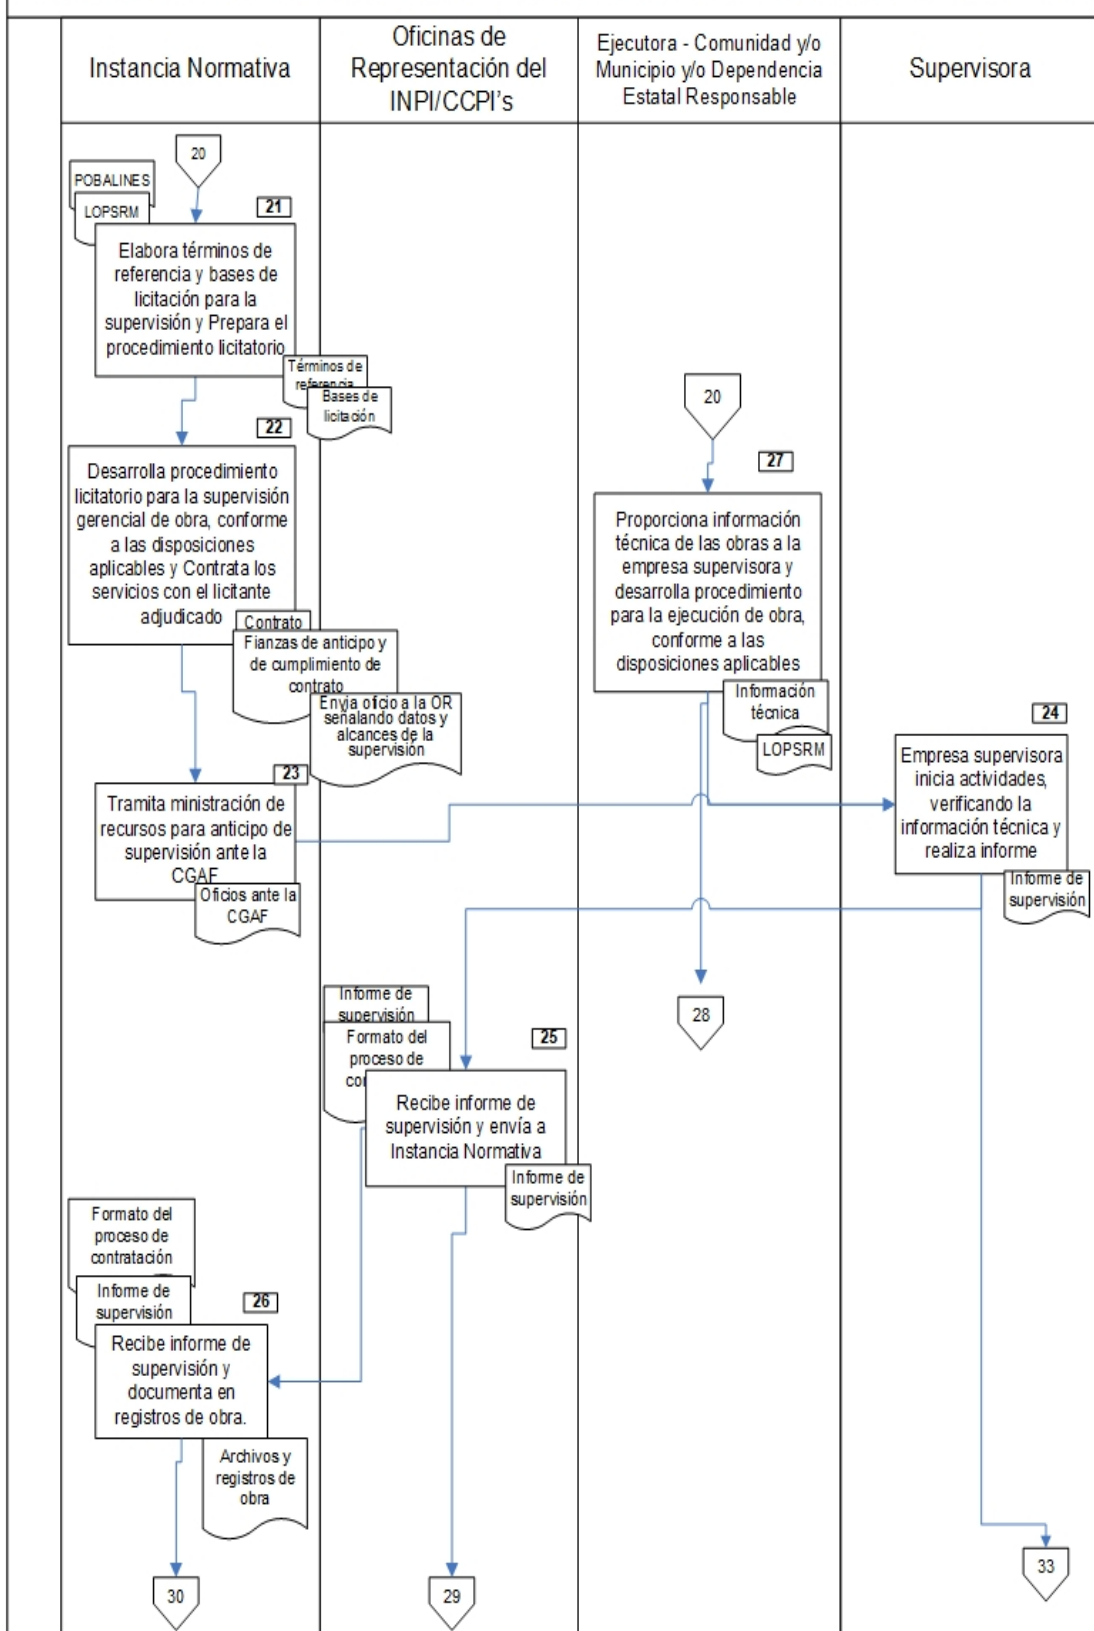 Instancia Normativa
Oficinas de
Representación del
INPI/CCPI's
Ejecutora - Comunidad y/o
Municipio y/o Dependencia
Estatal Responsable
Supervisora
20
POBALINES
LOPSRM
21
Elabora términos de
referencia y bases de
licitación para la
supervisión y Prepara el
procedimiento licitatorio
Términos de
referencia
Bases de
licitación
22
Desarrolla procedimiento
licitatorio para la supervisión
gerencial de obra, conforme
a las disposiciones
aplicables y Contrata los
servicios con el licitante
adjudicado
Contrato
Fianzas de anticipo y
de cumplimiento de
contrato
Envia oficio a la OR
señalando datos y
alcances de la
supervisión
20
27
Proporciona información
técnica de las obras a la
empresa supervisora y
desarrolla procedimiento
para la ejecución de obra,
conforme a las
disposiciones aplicables
Información
técnica
LOPSRM
23
Tramita ministración de
recursos para anticipo de
supervisión ante la
CGAF
Oficios ante la
CGAF
24
Empresa supervisora
inicia actividades,
verificando la
información técnica y
realiza informe
Informe de
supervisión
28
Informe de
supervisión
Formato del
proceso de
25
Recibe informe de
supervisión y envía a
Instancia Normativa
Informe de
supervisión
Formato del
proceso de
contratación
Informe de
supervisión
26
Recibe informe de
supervisión y
documenta en
registros de obra.
Archivos y
registros de
obra
30
29
33